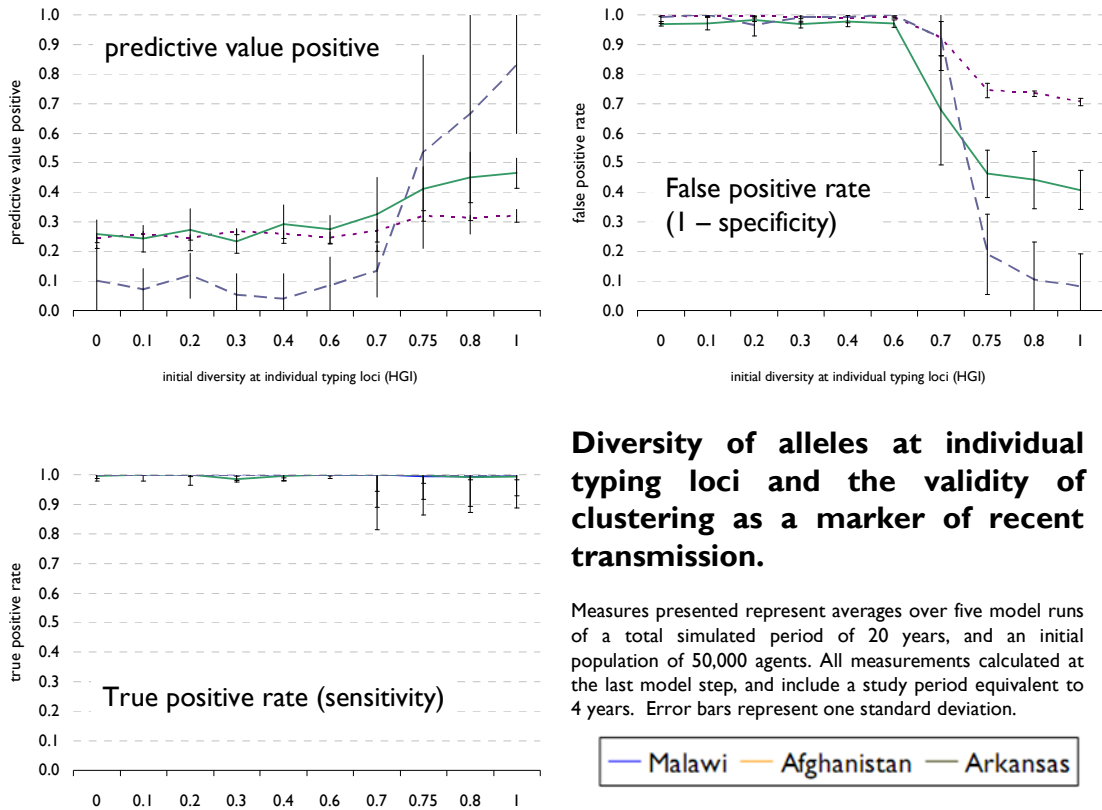 predictive value positive
predictive value positive
1.0
0.9
0.8
0.7
0.6
0.5
0.4
0.3
0.2
0.1
0.0
0 0.1 0.2 0.3 0.4 0.6 0.7 0.75 0.8 1
initial diversity at individual typing loci (HGI)
False positive rate
(1 – specificity)
false positive rate
1.0
0.9
0.8
0.7
0.6
0.5
0.4
0.3
0.2
0.1
0.0
0 0.1 0.2 0.3 0.4 0.6 0.7 0.75 0.8 1
initial diversity at individual typing loci (HGI)
True positive rate (sensitivity)
true positive rate
1.0
0.9
0.8
0.7
0.6
0.5
0.4
0.3
0.2
0.1
0.0
0 0.1 0.2 0.3 0.4 0.6 0.7 0.75 0.8 1
Diversity of alleles at individual
typing loci and the validity of
clustering as a marker of recent
transmission.
Measures presented represent averages over five model runs
of a total simulated period of 20 years, and an initial
population of 50,000 agents. All measurements calculated at
the last model step, and include a study period equivalent to
4 years. Error bars represent one standard deviation.
Malawi Afghanistan Arkansas